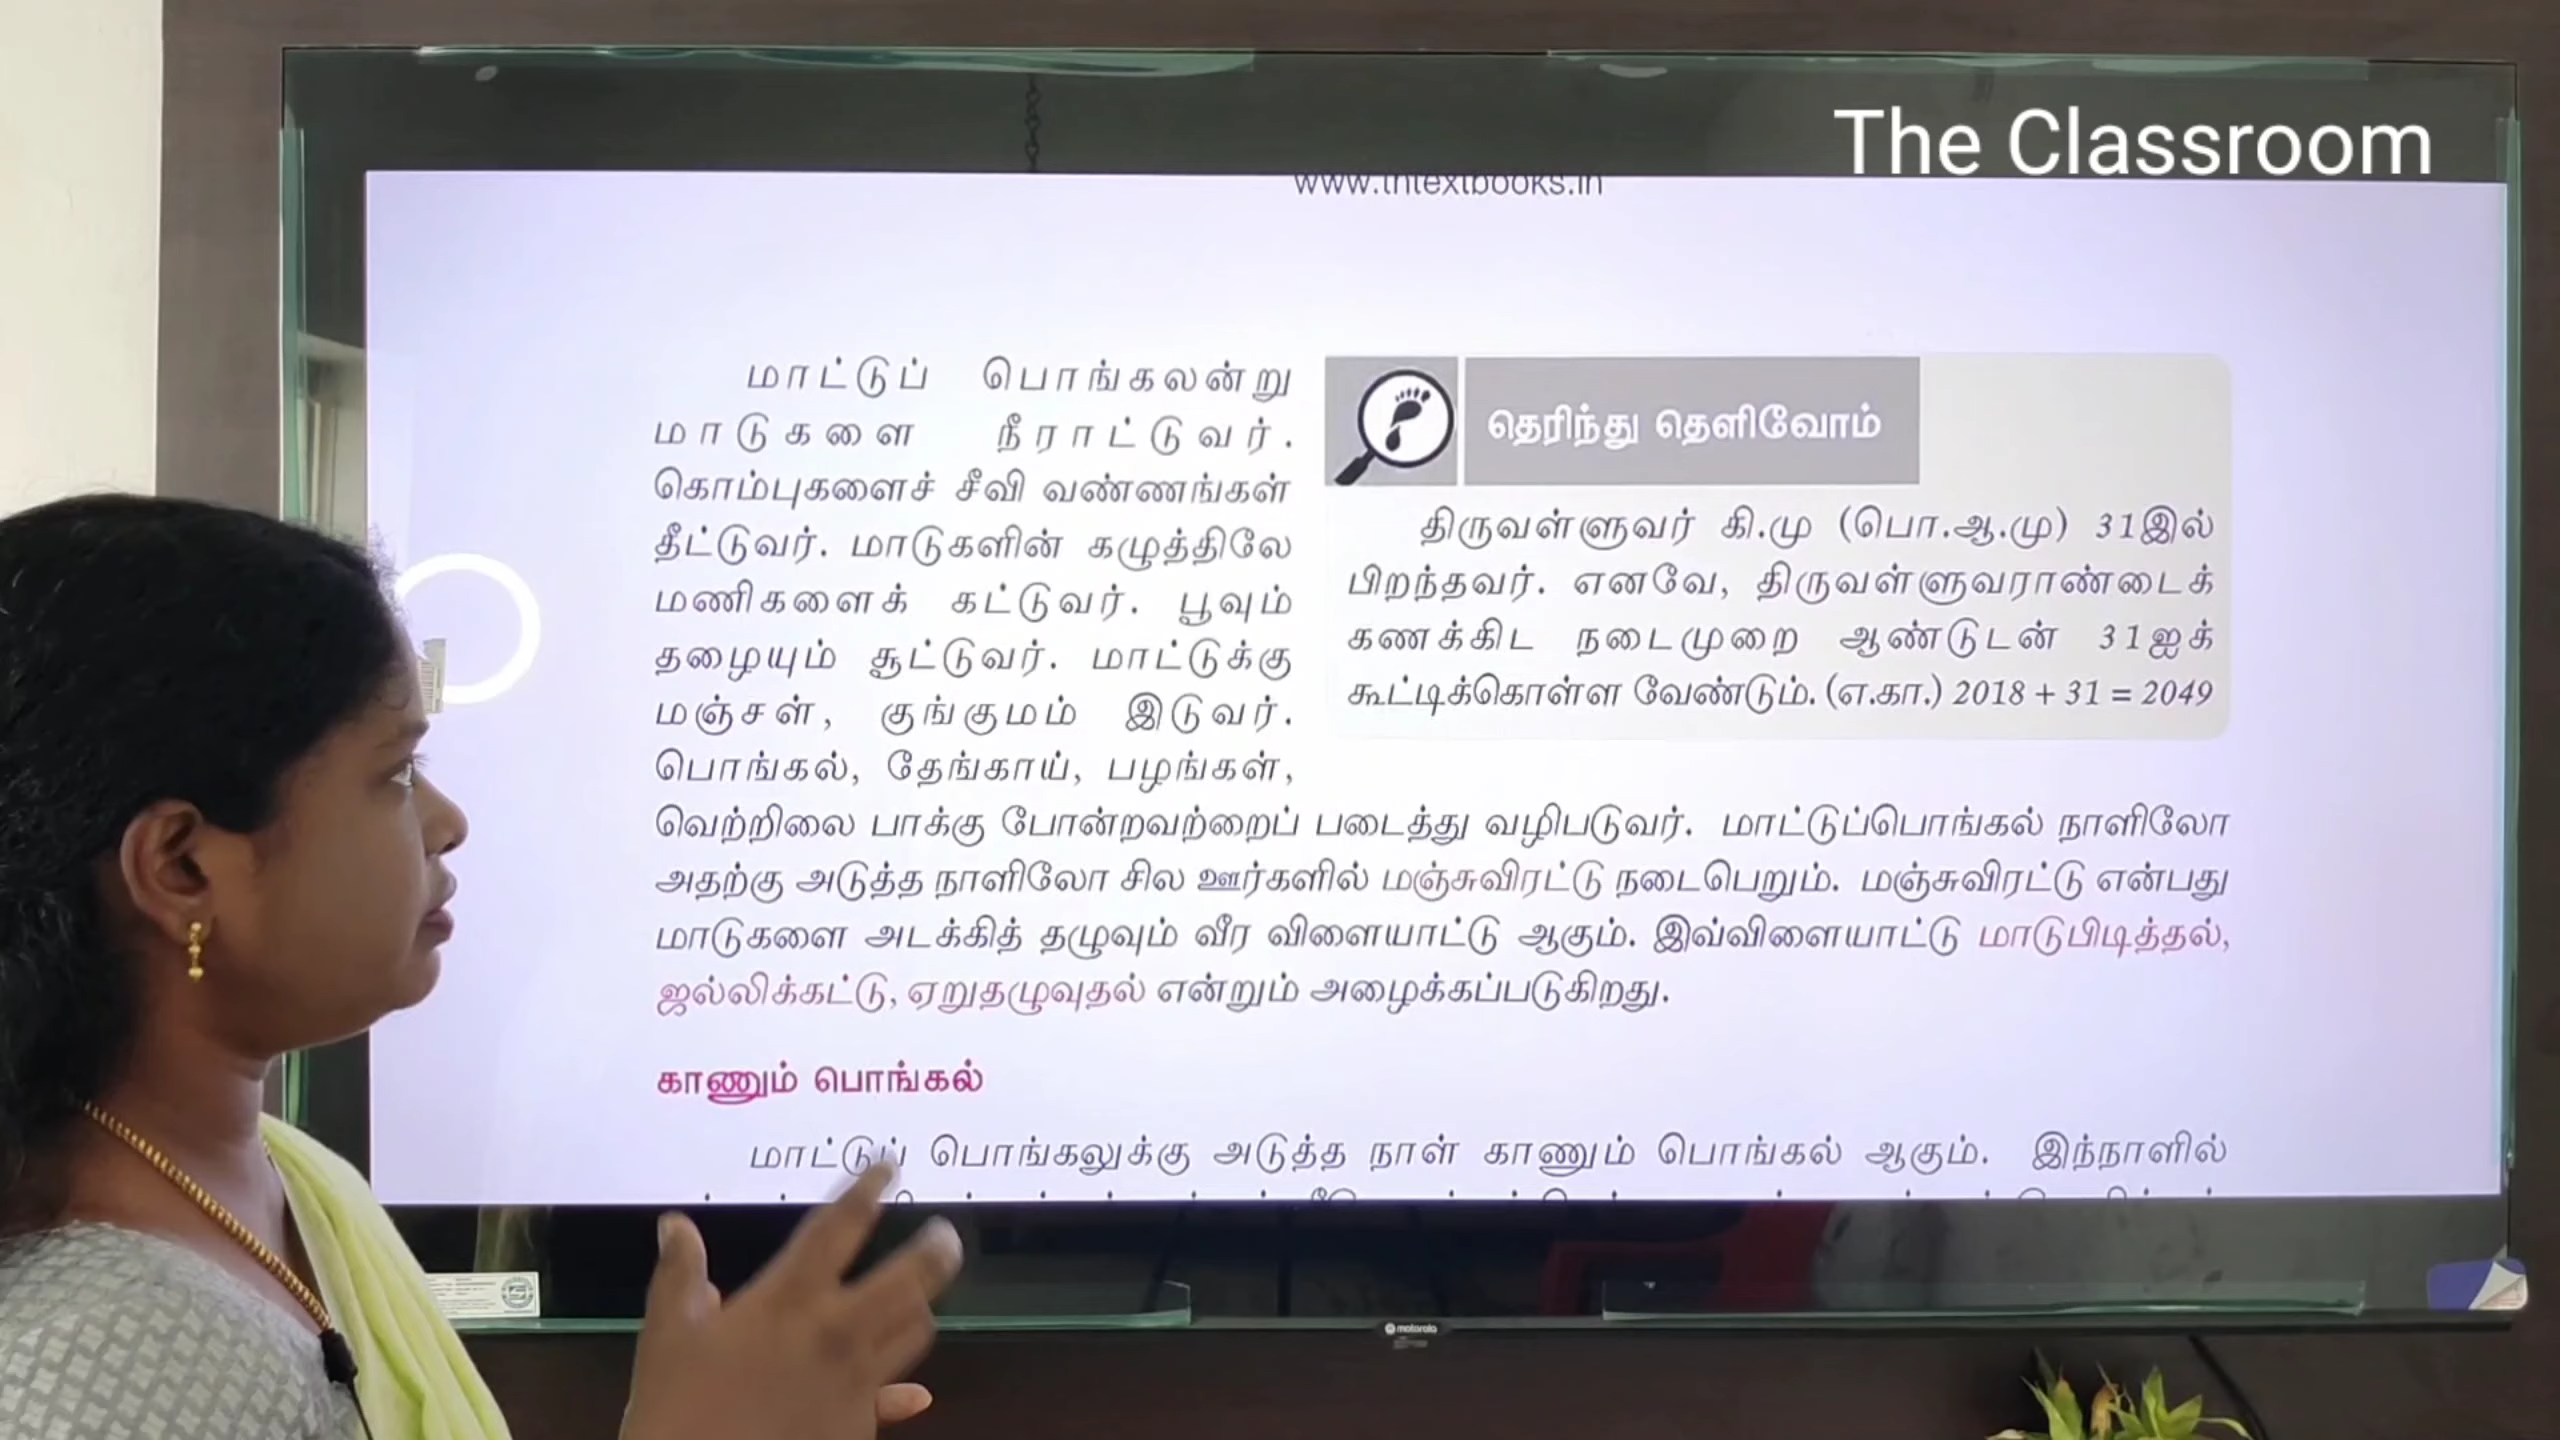 The Classroom
www.tntextbooks.in
மாட்டுப் பொங்கலன்று
மாடுகளை நீராட்டுவர்.
கொம்புகளைச் சீவி வண்ணங்கள்
தீட்டுவர். மாடுகளின் கழுத்திலே
மணிகளைக் கட்டுவர். பூவும்
தழையும் சூட்டுவர். மாட்டுக்கு
மஞ்சள், குங்குமம் இடுவர்.
பொங்கல், தேங்காய், பழங்கள்,
வெற்றிலை பாக்கு போன்றவற்றைப் படைத்து வழிபடுவர். மாட்டுப்பொங்கல் நாளிலோ
அதற்கு அடுத்த நாளிலோ சில ஊர்களில் மஞ்சுவிரட்டு நடைபெறும். மஞ்சுவிரட்டு என்பது
மாடுகளை அடக்கித் தழுவும் வீர விளையாட்டு ஆகும். இவ்விளையாட்டு மாடுபிடித்தல்,
ஜல்லிக்கட்டு, ஏறுதழுவுதல் என்றும் அழைக்கப்படுகிறது.
தெரிந்து தெளிவோம்
திருவள்ளுவர் கி.மு (பொ.ஆ.மு) 31இல்
பிறந்தவர். எனவே, திருவள்ளுவராண்டைக்
கணக்கிட நடைமுறை ஆண்டுடன் 31ஐக்
கூட்டிக்கொள்ள வேண்டும். (எ.கா.) 2018 + 31 = 2049
காணும் பொங்கல்
மாட்டுப் பொங்கலுக்கு அடுத்த நாள் காணும் பொங்கல் ஆகும். இந்நாளில்
motorola